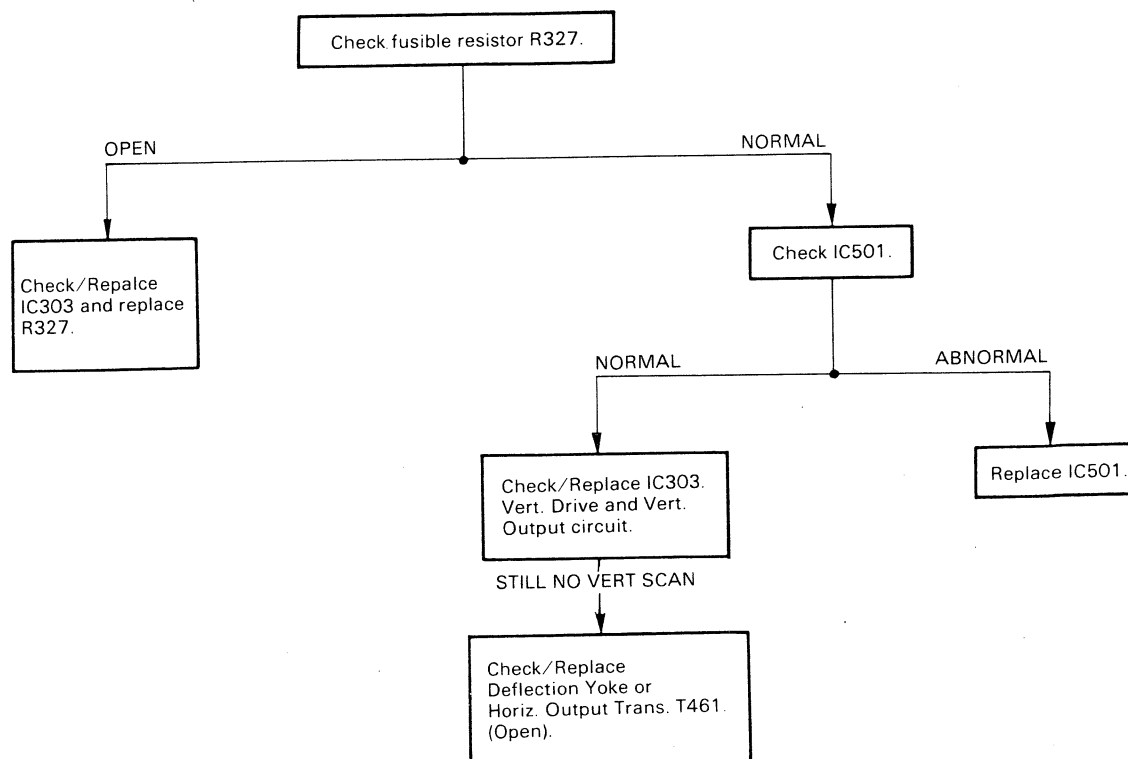 Check fusible resistor R327.
OPEN
NORMAL
Check/Repalce
IC303 and replace
R327.
Check IC501.
NORMAL
ABNORMAL
Check/Replace IC303.
Vert. Drive and Vert.
Output circuit.
Replace IC501.
STILL NO VERT SCAN
Check/Replace
Deflection Yoke or
Horiz. Output Trans. T461.
(Open).